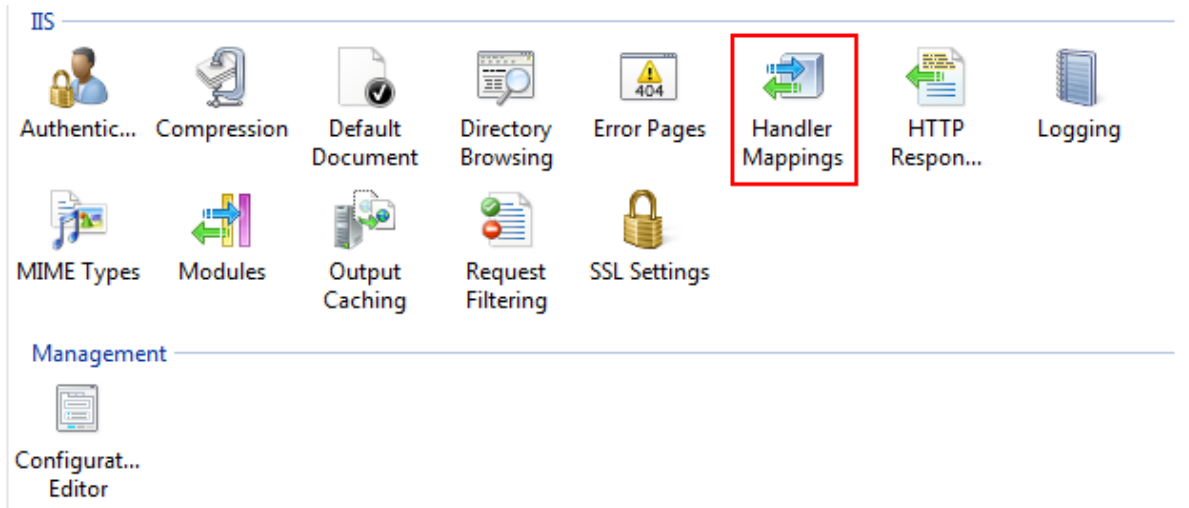 IIS
Authentic... Compression Default Directory Error Pages Handler HTTP Logging
Document Browsing 404 Mappings Respon...
MIME Types Modules Output Request SSL Settings
Caching Filtering
Management
Configurat...
Editor